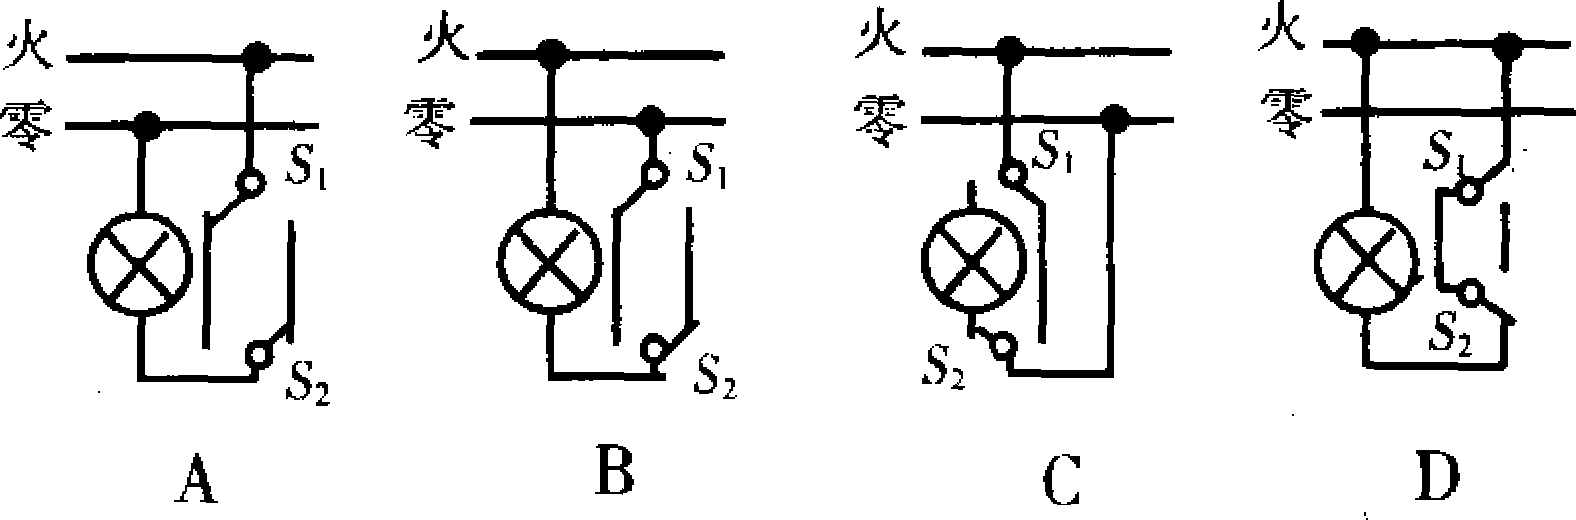 火 火 火 火
零 零 零 零
S1 S1 S1 S1
S2 S2 S2 S2
A B C D